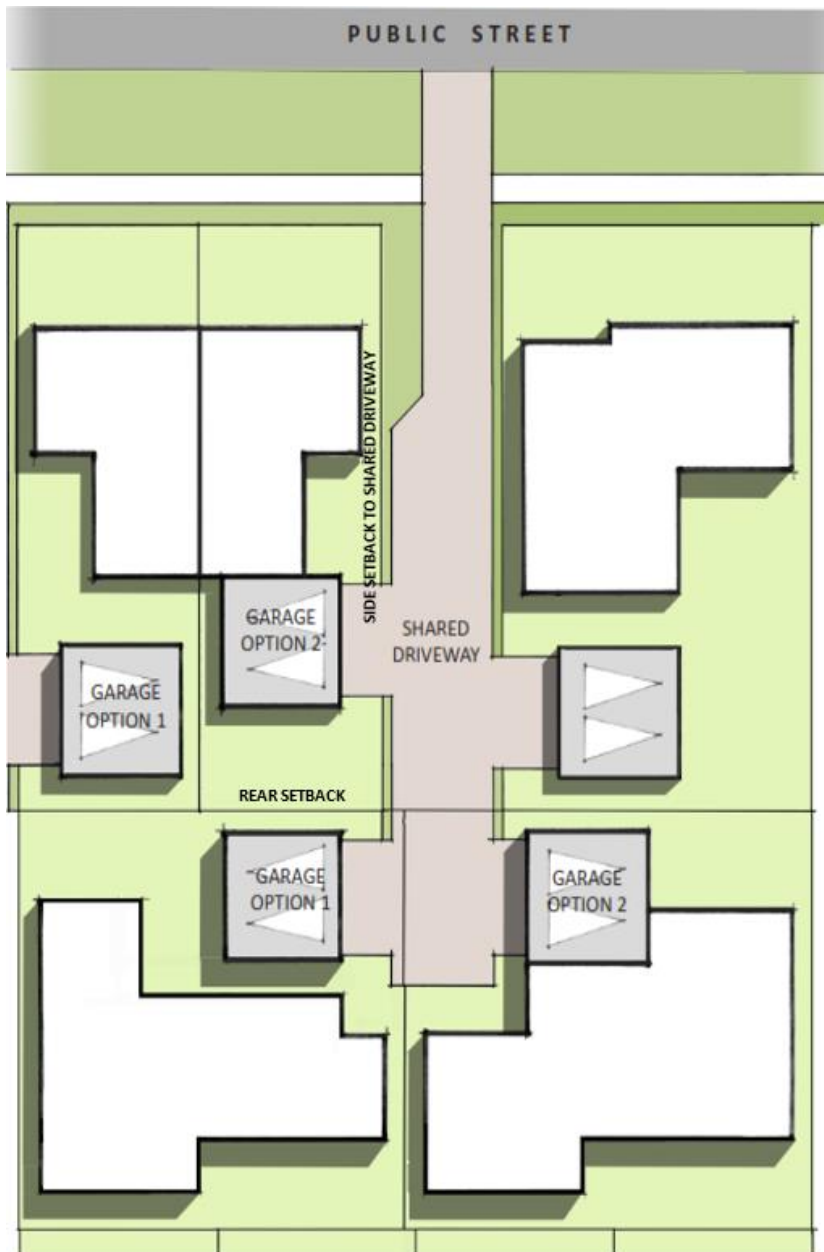 PUBLIC STREET
SIDE SETBACK TO SHARED DRIVEWAY
GARAGE
OPTION 2
SHARED
DRIVEWAY
GARAGE
OPTION 1
REAR SETBACK
GARAGE
OPTION 1
GARAGE
OPTION 2